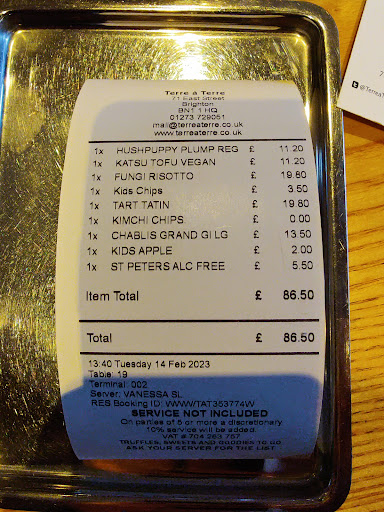 Terre à Terre
71 East Street
Brighton
BN1 1HQ
01273 729051
mail@terreaterre.co.uk
www.terreaterre.co.uk
1x HUSHPUPPY PLUMP REG £ 11.20
1x KATSU TOFU VEGAN £ 11.20
1x FUNGI RISOTTO £ 19.80
1x Kids Chips £ 3.50
1x TART TATIN £ 19.80
1x KIMCHI CHIPS £ 0.00
1x CHABLIS GRAND GI LG £ 13.50
1x KIDS APPLE £ 2.00
1x ST PETERS ALC FREE £ 5.50
Item Total £ 86.50
Total £ 86.50
13:40 Tuesday 14 Feb 2023
Table: 19
Terminal: 002
Server: VANESSA SL
RES Booking ID: WWW/TAT353774W
SERVICE NOT INCLUDED
On parties of 6 or more a discretionary
10% service will be added.
VAT # 704 263 757
TRUFFLES, SWEETS AND GOODIES TO GO
ASK YOUR SERVER FOR THE LIST